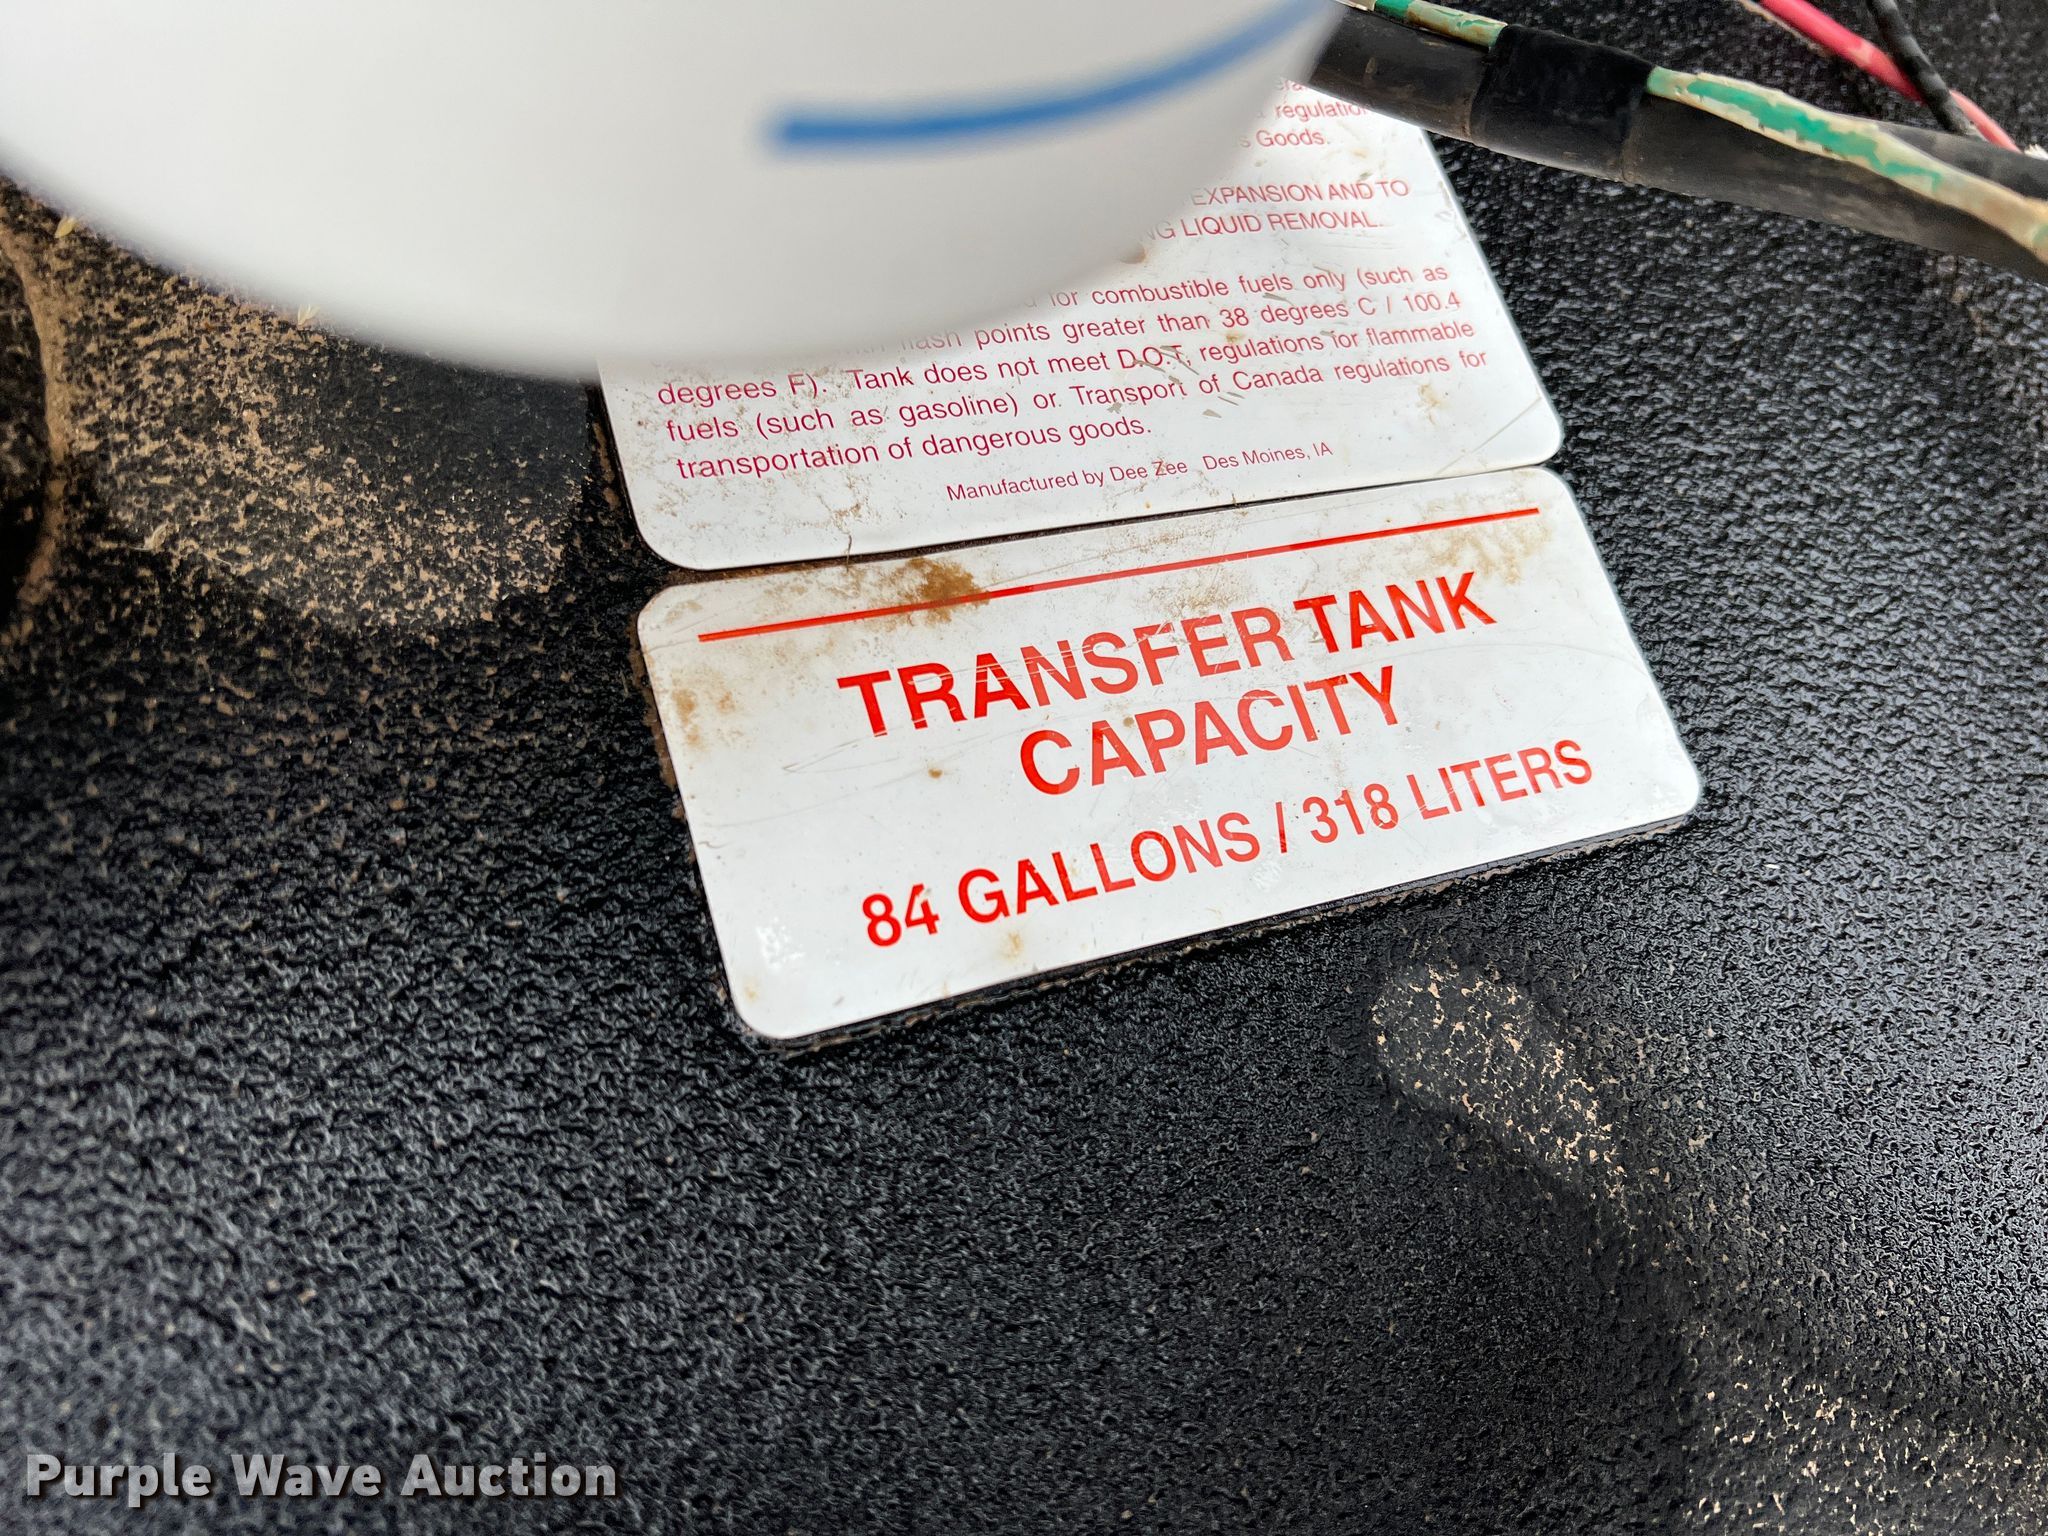 regulation
Goods.
EXPANSION AND TO
LIQUID REMOVAL.
for combustible fuels only (such as
flash points greater than 38 degrees C / 100.4
degrees F). Tank does not meet D.O.T. regulations for flammable
fuels (such as gasoline) or Transport of Canada regulations for
transportation of dangerous goods.
Manufactured by Dee Zee Des Moines, IA
TRANSFER TANK
CAPACITY
84 GALLONS / 318 LITERS
Purple Wave Auction